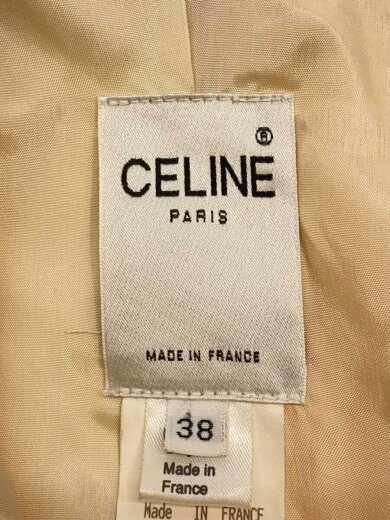 ®
CELINE
PARIS
MADE IN FRANCE
38
Made in
France
Made IN FRANCE